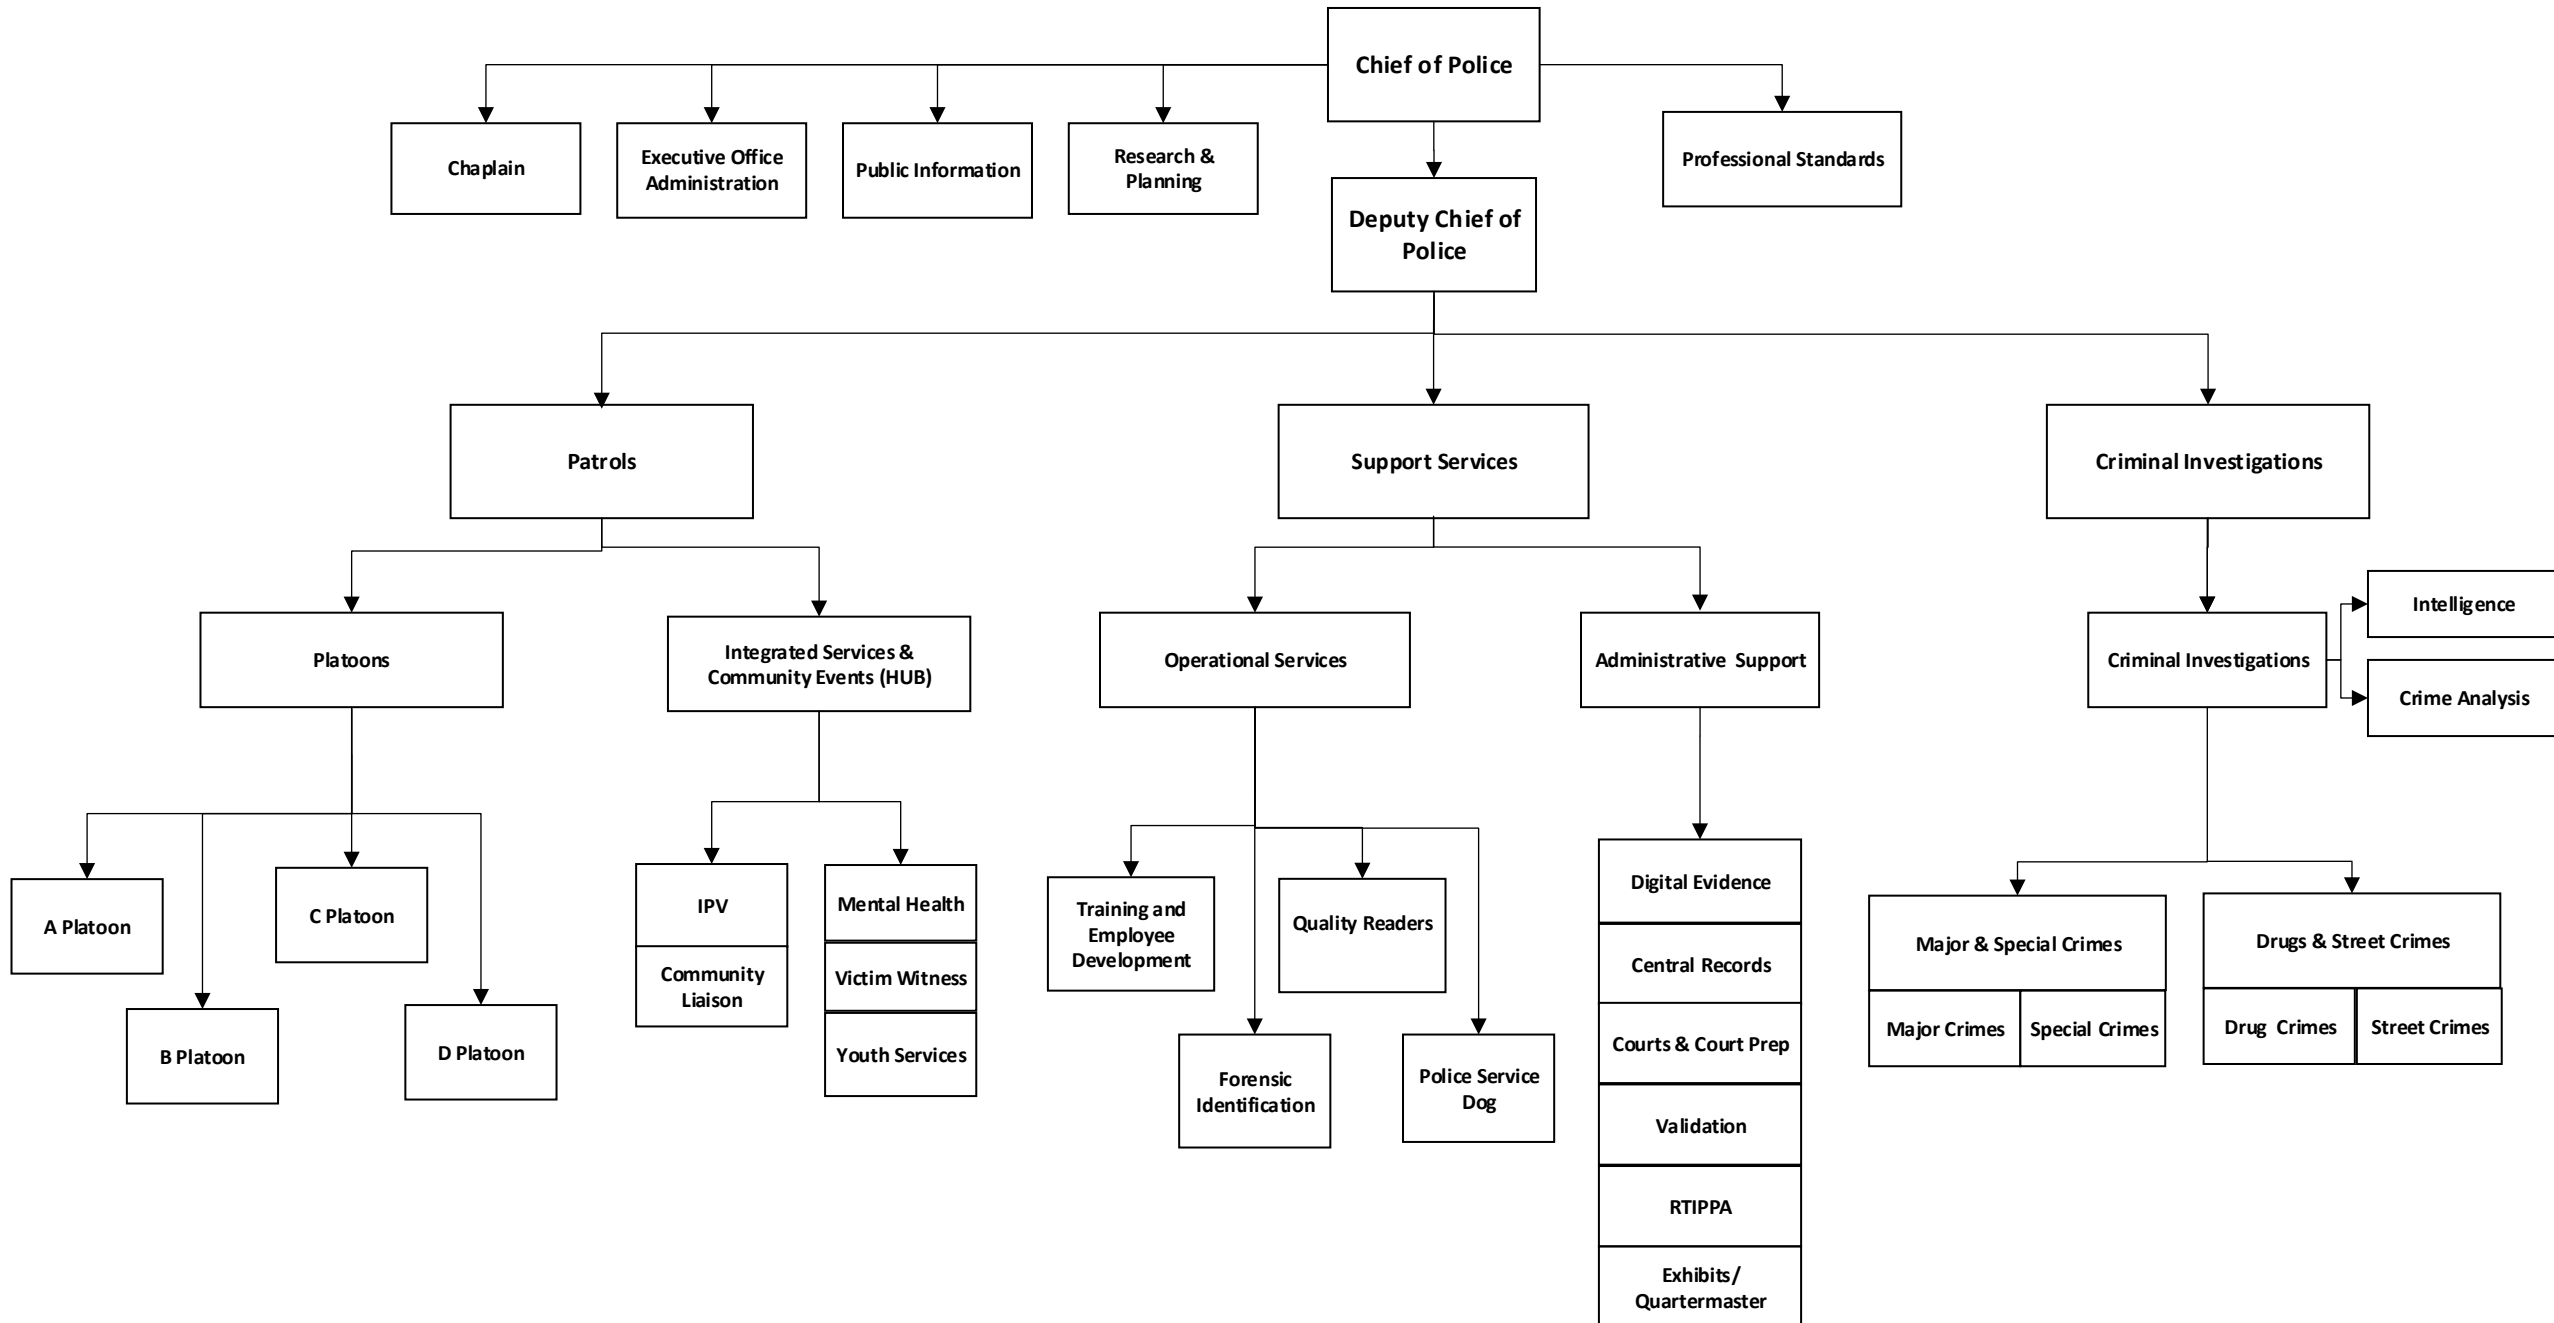 Chief of Police
Chaplain
Executive Office
Administration
Public Information
Research &
Planning
Professional Standards
Deputy Chief of
Police
Patrols
Support Services
Criminal Investigations
Platoons
Integrated Services &
Community Events (HUB)
Operational Services
Administrative Support
Criminal Investigations
Intelligence
Crime Analysis
A Platoon
B Platoon
C Platoon
D Platoon
IPV
Community
Liaison
Mental Health
Victim Witness
Youth Services
Training and
Employee
Development
Forensic
Identification
Quality Readers
Police Service
Dog
Digital Evidence
Central Records
Courts & Court Prep
Validation
RTIPPA
Exhibits/
Quartermaster
Major & Special Crimes
Major Crimes
Special Crimes
Drugs & Street Crimes
Drug Crimes
Street Crimes